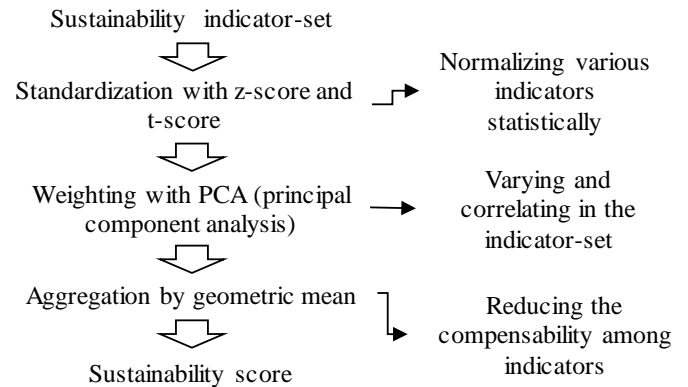 Sustainability indicator-set
Standardization with z-score and
t-score
Normalizing various
indicators
statistically
Weighting with PCA (principal
component analysis)
Varying and
correlating in the
indicator-set
Aggregation by geometric mean
Reducing the
compensability among
indicators
Sustainability score